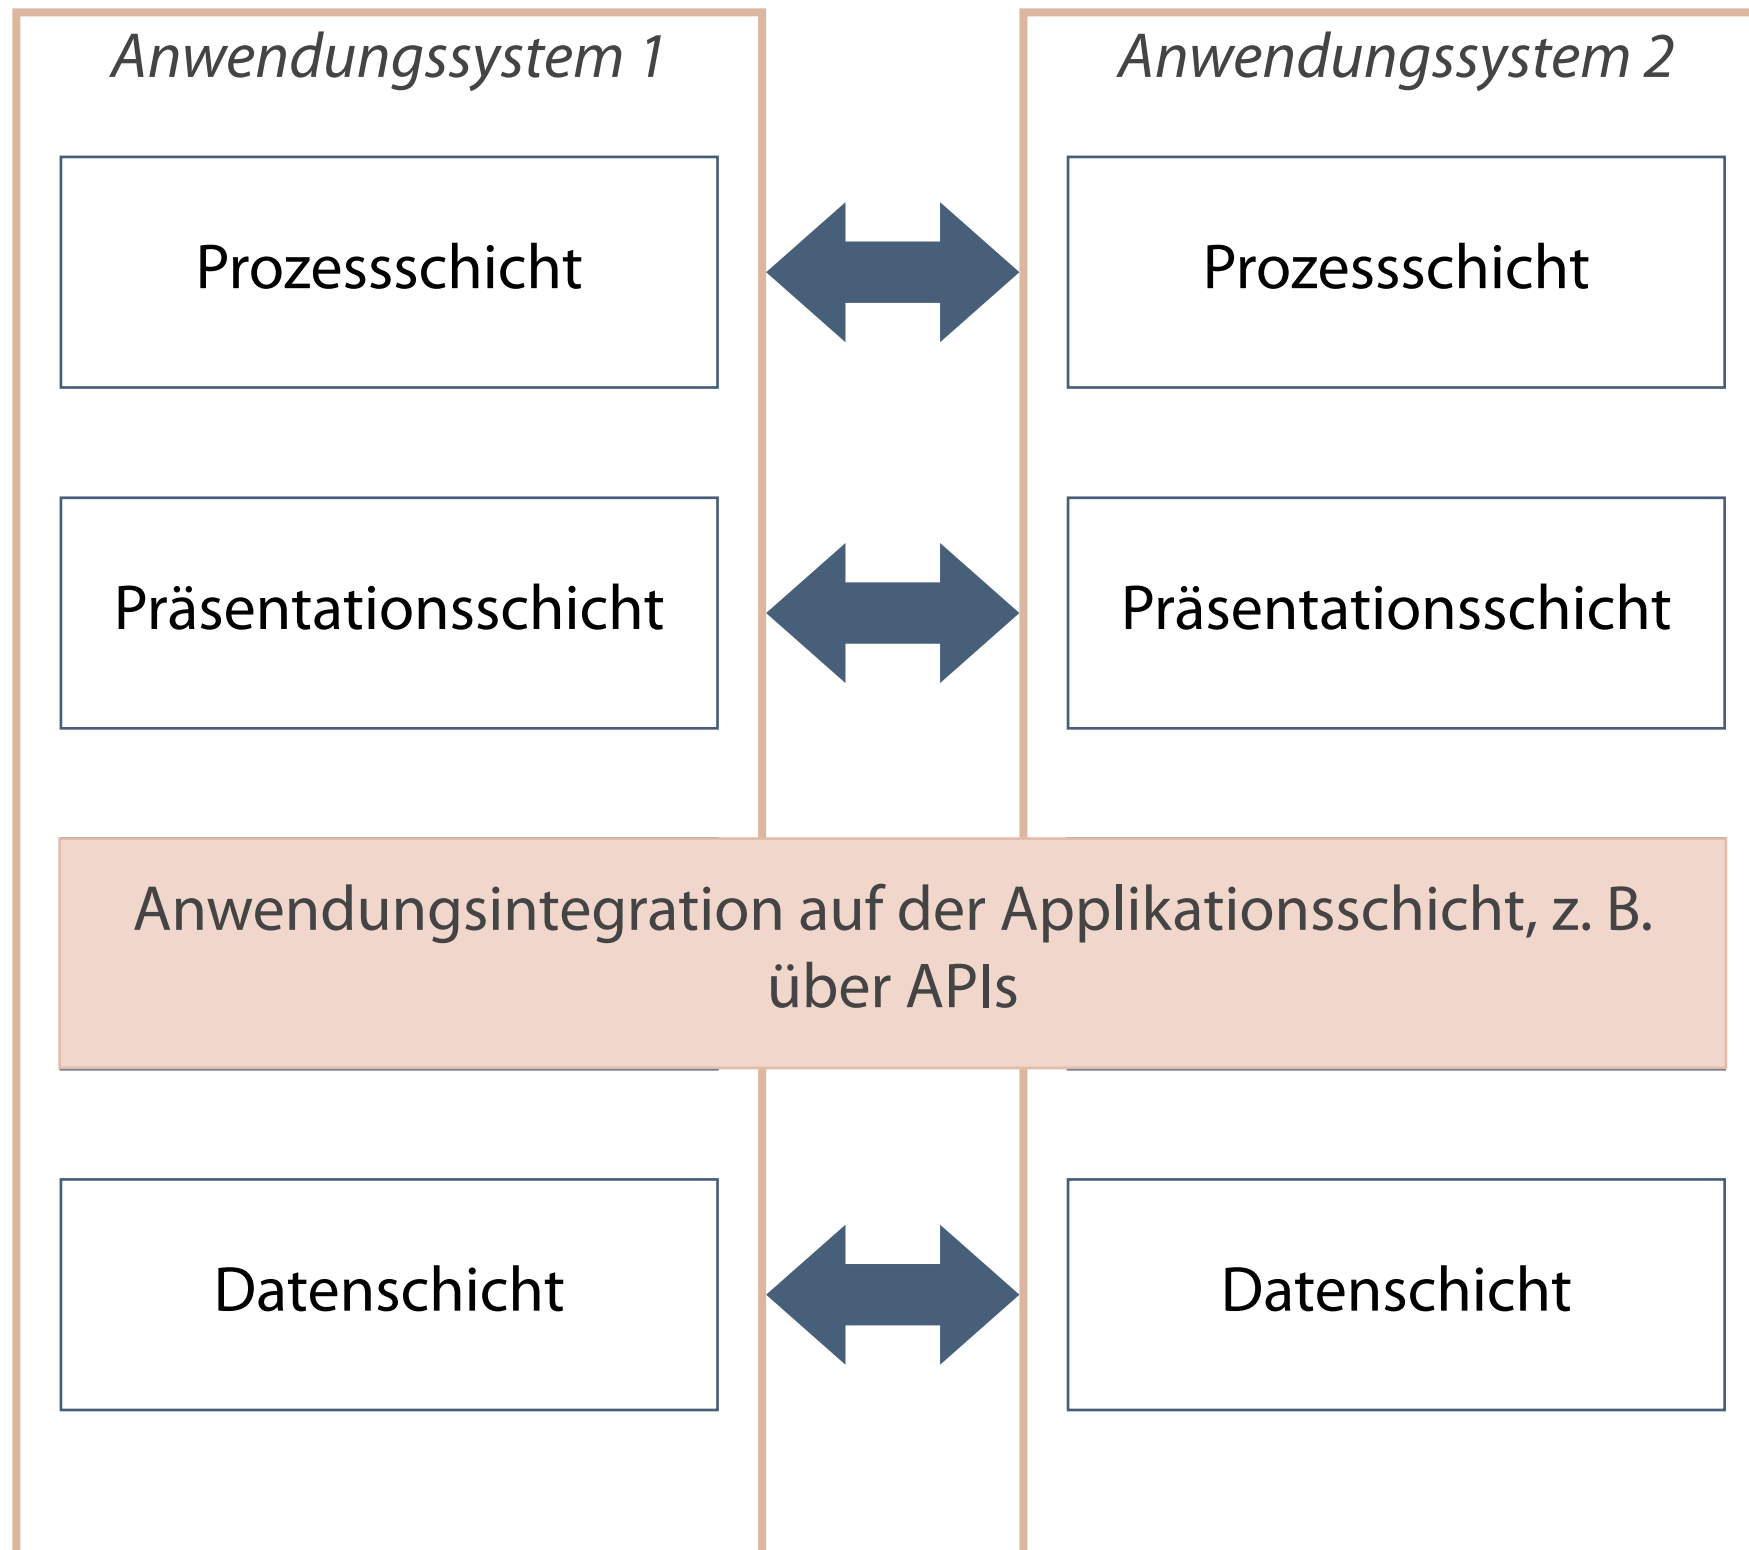 Anwendungssystem 1
Anwendungssystem 2
Prozessschicht
Prozessschicht
Präsentationsschicht
Präsentationsschicht
Anwendungsintegration auf der Applikationsschicht, z. B.
über APIs
Datenschicht
Datenschicht